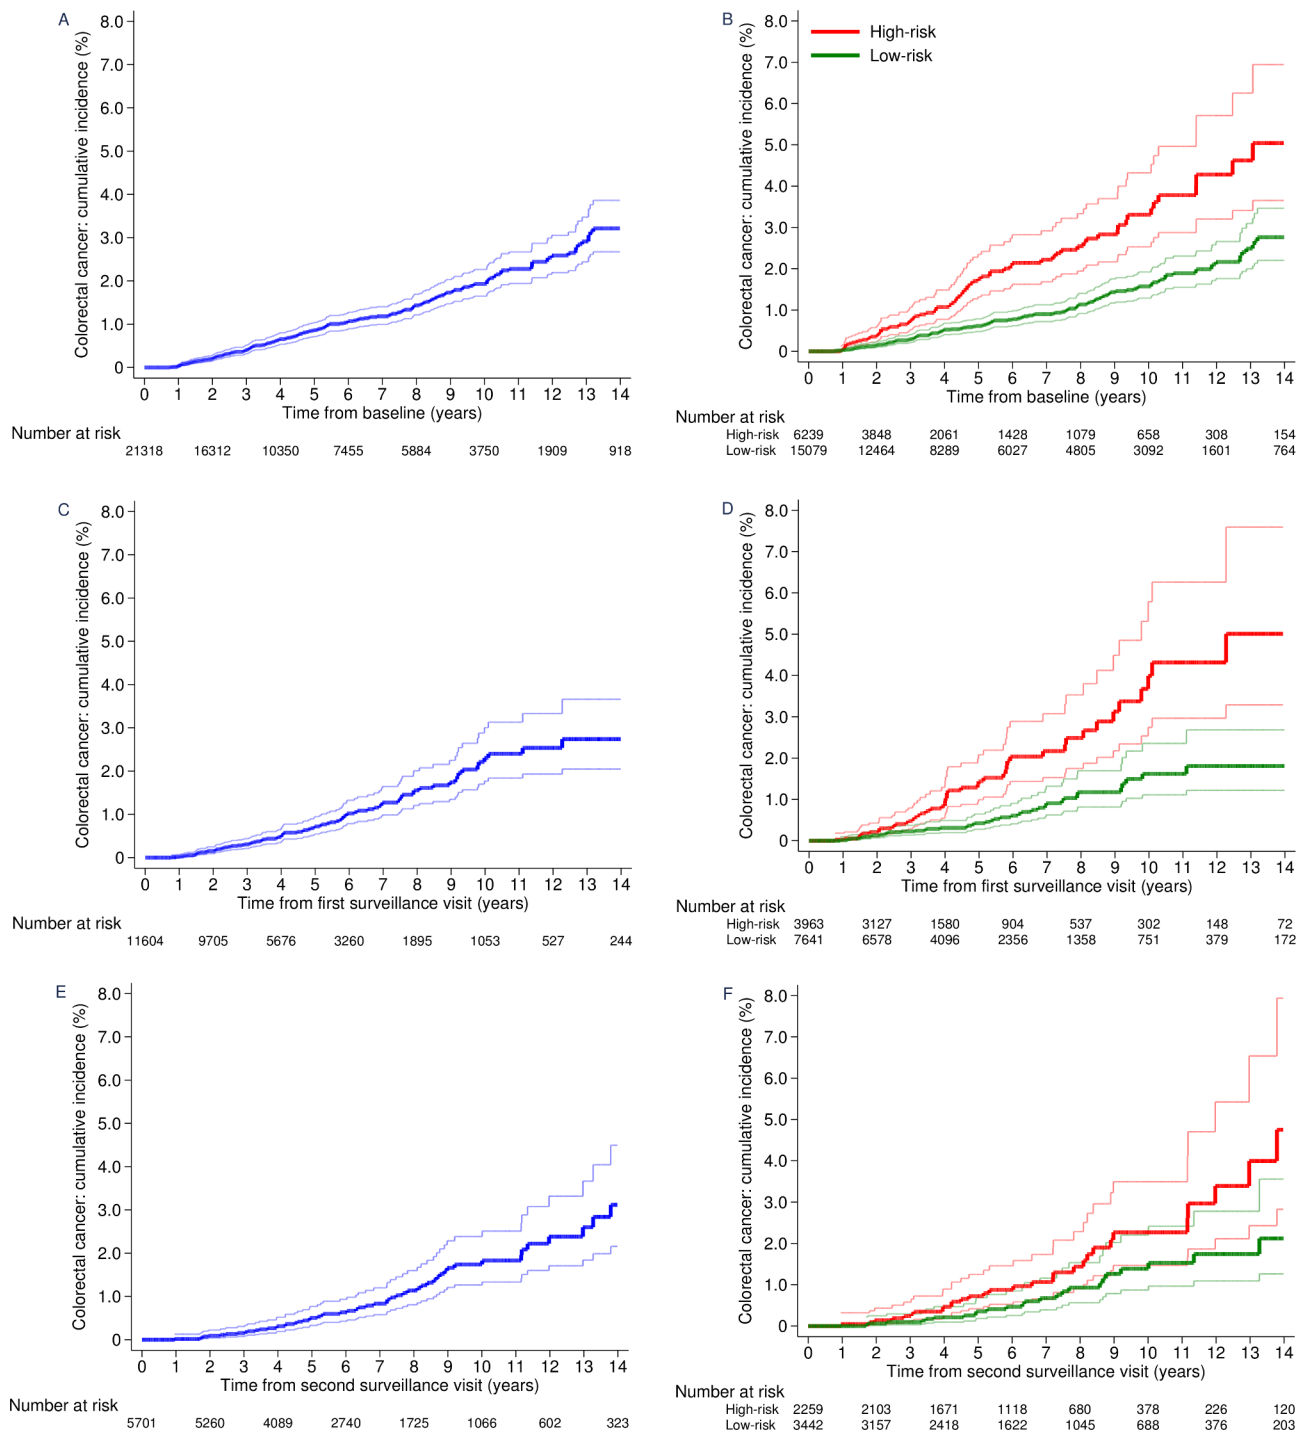 A
Colorectal cancer: cumulative incidence (%)
8.0
7.0
6.0
5.0
4.0
3.0
2.0
1.0
0
0 1 2 3 4 5 6 7 8 9 10 11 12 13 14
Time from baseline (years)
Number at risk
21318 16312 10350 7455 5884 3750 1909 918
B
High-risk
Low-risk
Colorectal cancer: cumulative incidence (%)
8.0
7.0
6.0
5.0
4.0
3.0
2.0
1.0
0
0 1 2 3 4 5 6 7 8 9 10 11 12 13 14
Time from baseline (years)
Number at risk
High-risk 6239 3848 2061 1428 1079 658 308 154
Low-risk 15079 12464 8289 6027 4805 3092 1601 764
C
Colorectal cancer: cumulative incidence (%)
8.0
7.0
6.0
5.0
4.0
3.0
2.0
1.0
0
0 1 2 3 4 5 6 7 8 9 10 11 12 13 14
Time from first surveillance visit (years)
Number at risk
11604 9705 5676 3260 1895 1053 527 244
D
Colorectal cancer: cumulative incidence (%)
8.0
7.0
6.0
5.0
4.0
3.0
2.0
1.0
0
0 1 2 3 4 5 6 7 8 9 10 11 12 13 14
Time from first surveillance visit (years)
Number at risk
High-risk 3963 3127 1580 904 537 302 148 72
Low-risk 7641 6578 4096 2356 1358 751 379 172
E
Colorectal cancer: cumulative incidence (%)
8.0
7.0
6.0
5.0
4.0
3.0
2.0
1.0
0
0 1 2 3 4 5 6 7 8 9 10 11 12 13 14
Time from second surveillance visit (years)
Number at risk
5701 5260 4089 2740 1725 1066 602 323
F
Colorectal cancer: cumulative incidence (%)
8.0
7.0
6.0
5.0
4.0
3.0
2.0
1.0
0
0 1 2 3 4 5 6 7 8 9 10 11 12 13 14
Time from second surveillance visit (years)
Number at risk
High-risk 2259 2103 1671 1118 680 378 226 120
Low-risk 3442 3157 2418 1622 1045 688 376 203